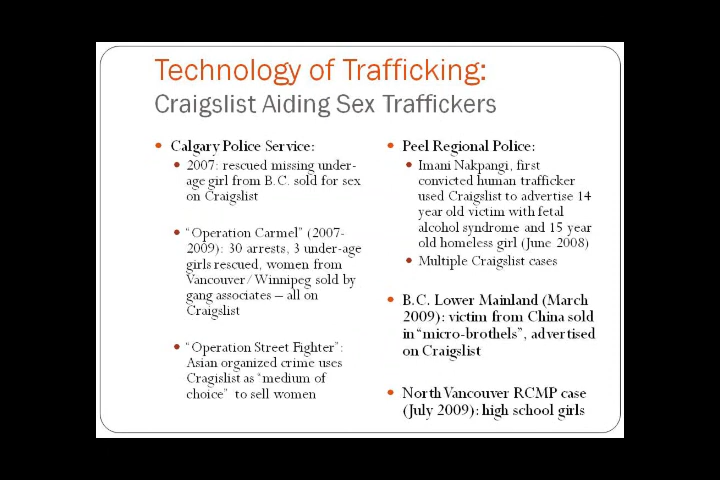 Technology of Trafficking:
Craigslist Aiding Sex Traffickers
Calgary Police Service:
2007: rescued missing under-
age girl from B.C. sold for sex
on Craigslist
"Operation Carmel" (2007-
2009): 30 arrests, 3 under-age
girls rescued, women from
Vancouver/Winnipeg sold by
gang associates – all on
Craigslist
"Operation Street Fighter":
Asian organized crime uses
Cragislist as "medium of
choice" to sell women
Peel Regional Police:
Imani Nakpangi, first
convicted human trafficker
used Craigslist to advertise 14
year old victim with fetal
alcohol syndrome and 15 year
old homeless girl (June 2008)
Multiple Craigslist cases
B.C. Lower Mainland (March
2009): victim from China sold
in "micro-brothels", advertised
on Craigslist
North Vancouver RCMP case
(July 2009): high school girls